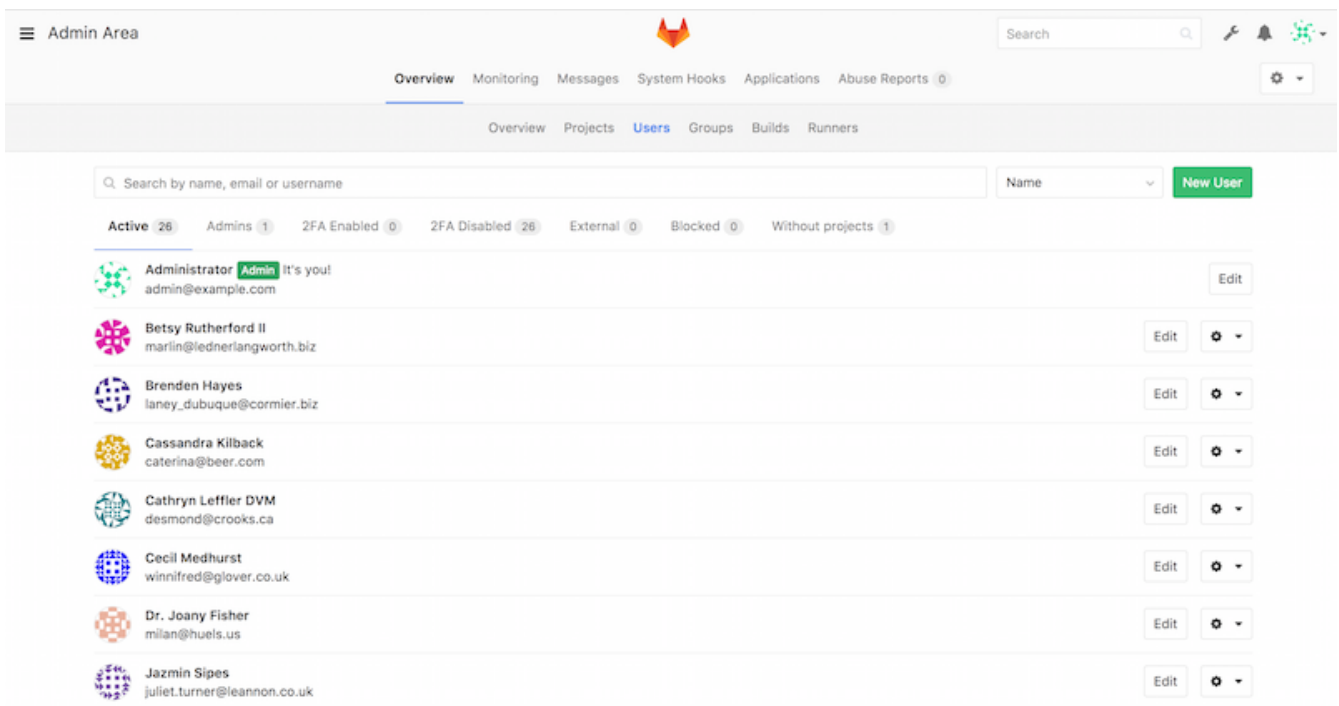 Admin Area Search
Overview Monitoring Messages System Hooks Applications Abuse Reports 0
Overview Projects Users Groups Builds Runners
Search by name, email or username Name New User
Active 26 Admins 1 2FA Enabled 0 2FA Disabled 26 External 0 Blocked 0 Without projects 1
Administrator Admin It's you!
admin@example.com Edit
Betsy Rutherford II
marlin@lednerlangworth.biz Edit
Brenden Hayes
laney_dubuque@cormier.biz Edit
Cassandra Kilback
caterina@beer.com Edit
Cathryn Leffler DVM
desmond@crooks.ca Edit
Cecil Medhurst
winnifred@glover.co.uk Edit
Dr. Joany Fisher
milan@huels.us Edit
Jazmin Sipes
juliet.turner@leannon.co.uk Edit